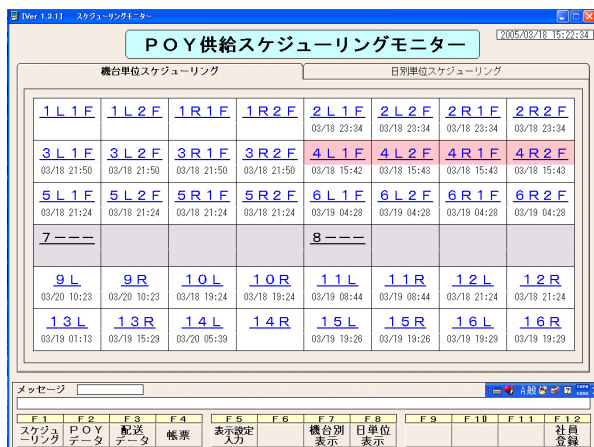 [Ver 1.3.1] スケジューリングモニター
POY供給スケジューリングモニター
2005/03/18 15:22:34
機台単位スケジューリング 日別単位スケジューリング
1L1F 1L2F 1R1F 1R2F 2L1F 2L2F 2R1F 2R2F
03/18 23:34 03/18 23:34 03/18 23:34 03/18 23:34
3L1F 3L2F 3R1F 3R2F 4L1F 4L2F 4R1F 4R2F
03/18 21:50 03/18 21:50 03/18 21:50 03/18 21:50 03/18 15:42 03/18 15:43 03/18 15:43 03/18 15:43
5L1F 5L2F 5R1F 5R2F 6L1F 6L2F 6R1F 6R2F
03/18 21:24 03/18 21:24 03/18 21:24 03/18 21:24 03/19 04:28 03/19 04:28 03/19 04:28 03/19 04:28
7--- 8---
9L 9R 10L 10R 11L 11R 12L 12R
03/20 10:23 03/20 10:23 03/18 19:24 03/18 19:24 03/19 08:44 03/19 08:44 03/18 21:24 03/18 21:24
13L 13R 14L 14R 15L 15R 16L 16R
03/19 01:13 03/19 15:29 03/20 05:39 03/19 19:26 03/19 19:26 03/19 19:29 03/19 19:29
メッセージ
A般 CAPS KANA
F1 F2 F3 F4 F5 F6 F7 F8 F9 F10 F11 F12
スケジュ POY 配送 帳票 表示設定 機台別 日単位 社員
ーリング データ データ 入力 表示 表示 登録